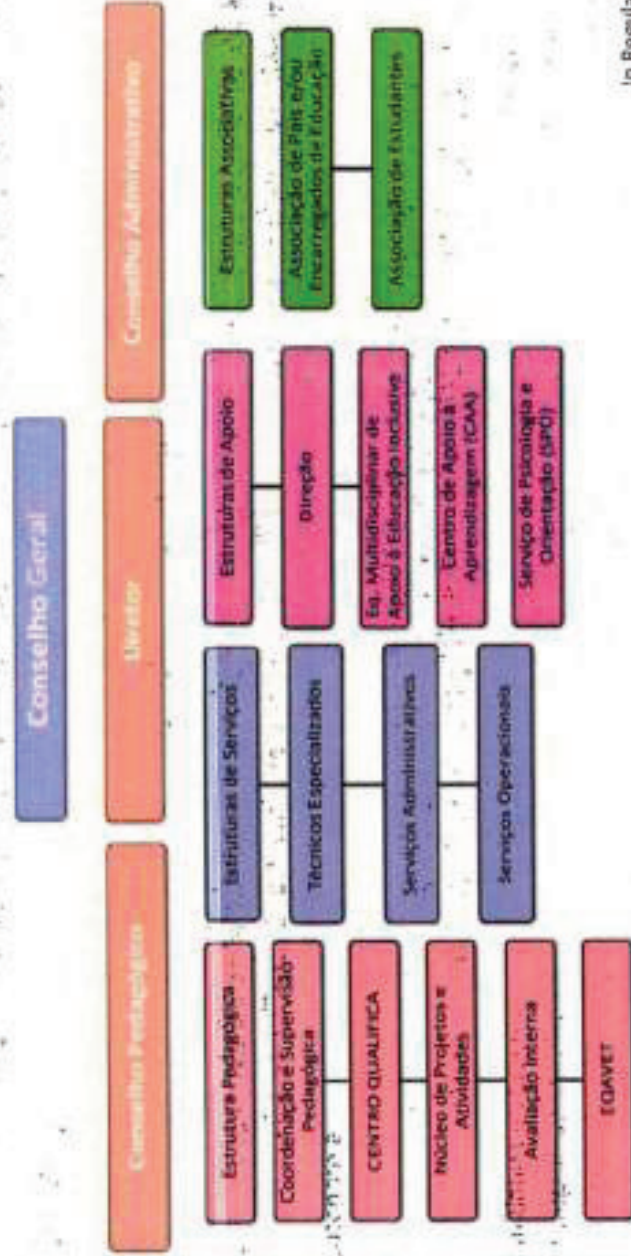 Conselho Geral
Conselho Pedagógico
Diretor
Conselho Administrativo
Estrutura Pedagógica
Coordenação e Supervisão
Pedagógica
CENTRO QUALIFICA
Núcleo de Projetos e
Atividades
Avaliação Interna
EQAVET
Estruturas de Serviços
Técnicos Especializados
Serviços Administrativos
Serviços Operacionais
Estruturas de Apoio
Direção
Eq. Multidisciplinar de
Apoio à Educação Inclusive
Centro de Apoio à
Aprendizagem (CAA)
Serviço de Psicologia e
Orientação (SPO)
Estruturas Associativas
Associação de Pais e/ou
Encarregados de Educação
Associação de Estudantes